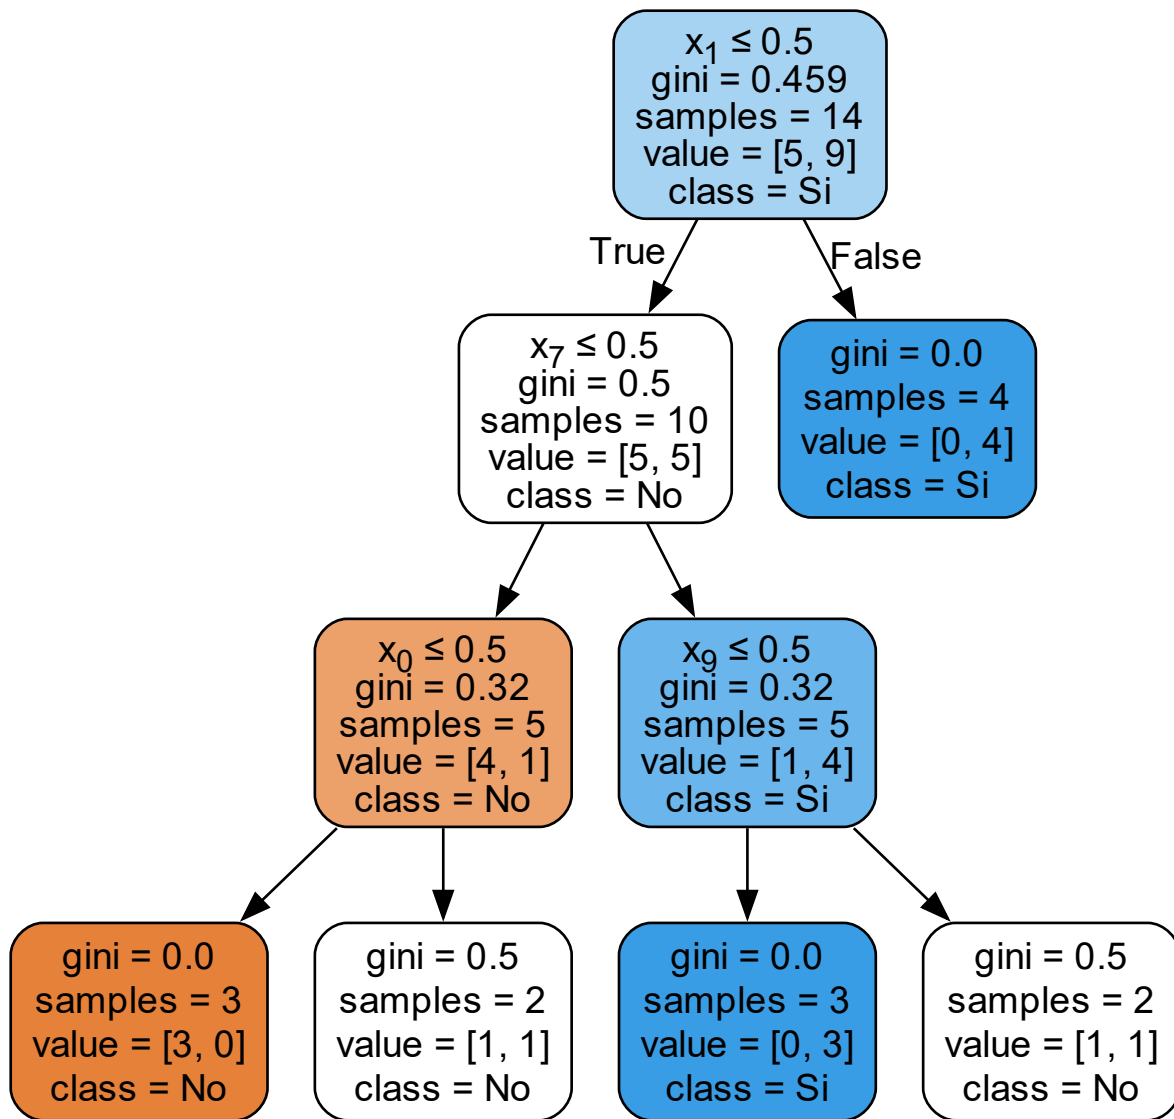 x₁ ≤ 0.5
gini = 0.459
samples = 14
value = [5, 9]
class = Si
True
False
x₇ ≤ 0.5
gini = 0.5
samples = 10
value = [5, 5]
class = No
gini = 0.0
samples = 4
value = [0, 4]
class = Si
x₀ ≤ 0.5
gini = 0.32
samples = 5
value = [4, 1]
class = No
x₉ ≤ 0.5
gini = 0.32
samples = 5
value = [1, 4]
class = Si
gini = 0.0
samples = 3
value = [3, 0]
class = No
gini = 0.5
samples = 2
value = [1, 1]
class = No
gini = 0.0
samples = 3
value = [0, 3]
class = Si
gini = 0.5
samples = 2
value = [1, 1]
class = No